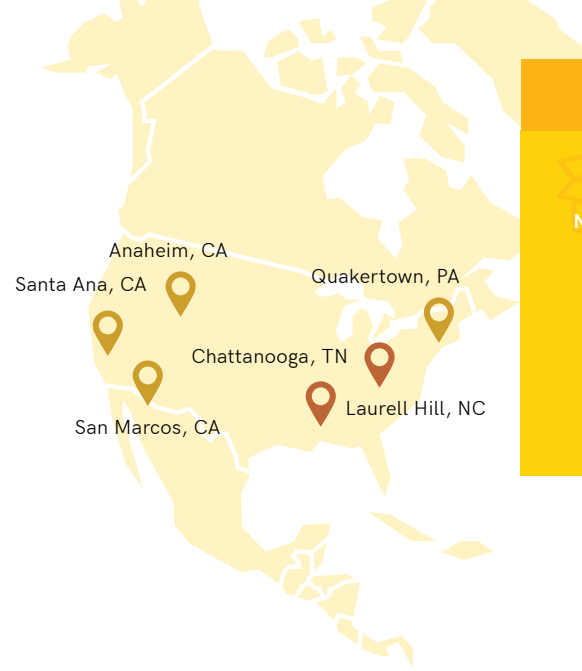 Anaheim, CA
Santa Ana, CA
Quakertown, PA
Chattanooga, TN
Laurell Hill, NC
San Marcos, CA
N